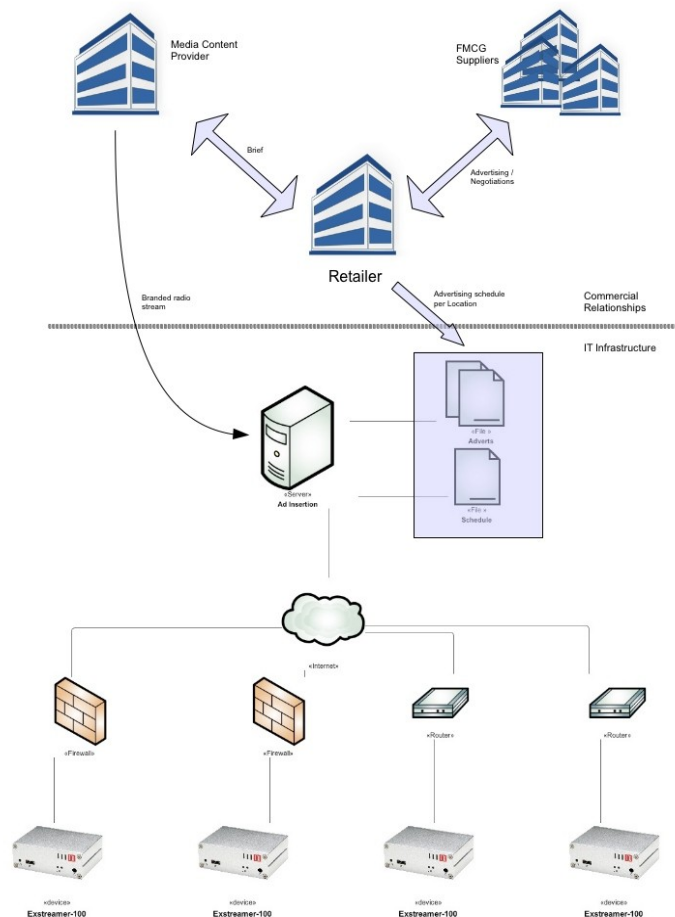 Media Content
Provider
FMCG
Suppliers
Brief
Advertising /
Negotiations
Retailer
Branded radio
stream
Advertising schedule
per Location
Commercial
Relationships
IT Infrastructure
«File »
Adverts
«Server»
Ad Insertion
«File »
Schedule
«Internet»
«Firewall»
«Firewall»
«Router»
«Router»
«device»
Exstreamer-100
«device»
Exstreamer-100
«device»
Exstreamer-100
«device»
Exstreamer-100